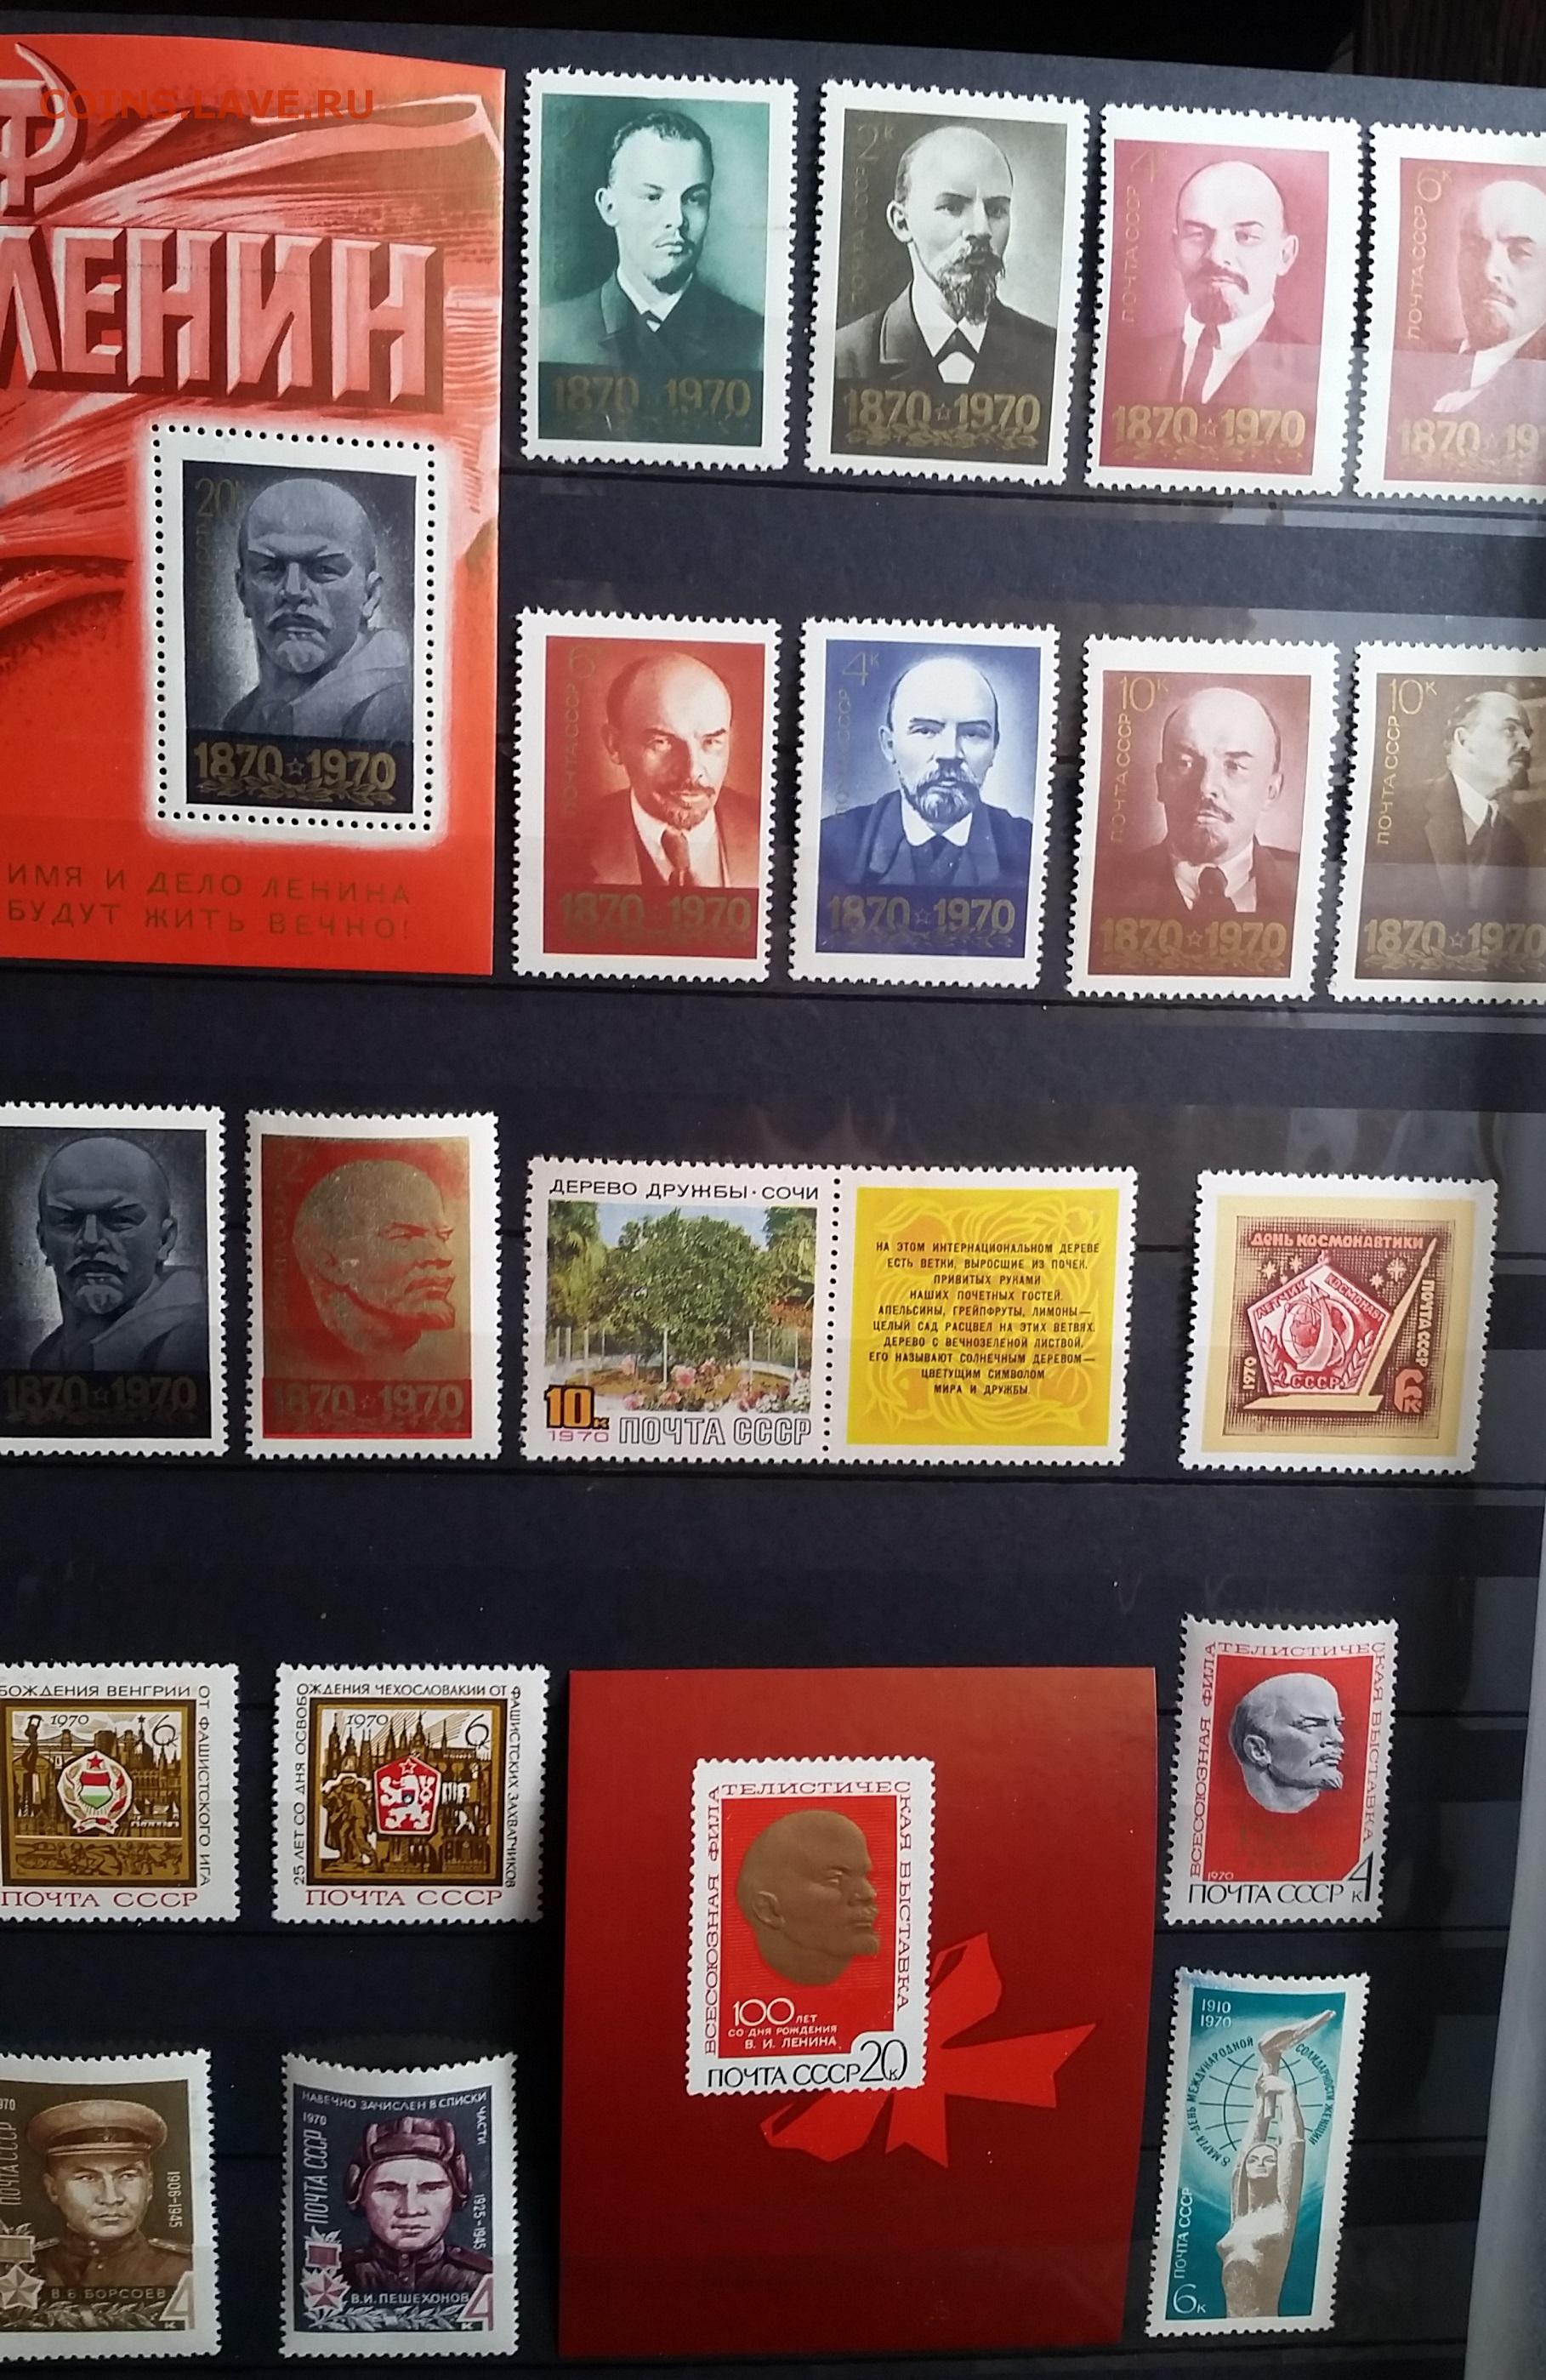 COINS.LAVE.RU
ЛЕНИН
20
1870 1970
ИМЯ И ДЕЛО ЛЕНИНА
БУДУТ ЖИТЬ ВЕЧНО!
1870 1970
2К
ПОЧТА СССР
1870 ☆ 1970
4
ПОЧТА СССР
1870 ☆ 1970
6К
ПОЧТА СССР
1870 19
6
ПОЧТА СССР
1870 1970
4К
1870 ☆ 1970
10К
ПОЧТА СССР
1870 ☆ 1970
10К
ПОЧТА СССР
1870 ☆ 1970
1870 ☆ 1970
1870 ☆ 1970
ДЕРЕВО ДРУЖБЫ · СОЧИ
10К
1970 ПОЧТА СССР
НА ЭТОМ ИНТЕРНАЦИОНАЛЬНОМ ДЕРЕВЕ
ЕСТЬ ВЕТКИ, ВЫРОСШИЕ ИЗ ПОЧЕК,
ПРИВИТЫХ РУКАМИ
НАШИХ ПОЧЕТНЫХ ГОСТЕЙ.
АПЕЛЬСИНЫ, ГРЕЙПФРУТЫ, ЛИМОНЫ—
ЦЕЛЫЙ САД РАСЦВЕЛ НА ЭТИХ ВЕТВЯХ.
ДЕРЕВО С ВЕЧНОЗЕЛЕНОЙ ЛИСТВОЙ,
ЕГО НАЗЫВАЮТ СОЛНЕЧНЫМ ДЕРЕВОМ—
ЦВЕТУЩИМ СИМВОЛОМ
МИРА И ДРУЖБЫ.
ДЕНЬ КОСМОНАВТИКИ
ЛЕТЧИК КОСМОНАВТ
СССР
1970
ПОЧТА СССР
6К
БОЖДЕНИЯ ВЕНГРИИ ОТ ФАШИСТСКОГО ИГА
1970 6К
ПОЧТА СССР
25 ЛЕТ СО ДНЯ ОСВОБОЖДЕНИЯ ЧЕХОСЛОВАКИИ ОТ ФАШИСТСКИХ ЗАХВАТЧИКОВ
1970 6К
ПОЧТА СССР
ВСЕСОЮЗНАЯ ФИЛАТЕЛИСТИЧЕСКАЯ ВЫСТАВКА
100 ЛЕТ
СО ДНЯ РОЖДЕНИЯ
В. И. ЛЕНИНА
ПОЧТА СССР 20К
ВСЕСОЮЗНАЯ ФИЛАТЕЛИСТИЧЕСКАЯ ВЫСТАВКА
1970
ПОЧТА СССР 4К
970
ПОЧТА СССР
1906-1945
В.Б. БОРСОЕВ
4К
НАВЕЧНО ЗАЧИСЛЕН В СПИСКИ ЧАСТИ
1970
ПОЧТА СССР
1925-1945
В.И. ПЕШЕХОНОВ
4К
1910
1970
8 МАРТА-ДЕНЬ МЕЖДУНАРОДНОЙ СОЛИДАРНОСТИ ЖЕНЩИН
ПОЧТА СССР
6К